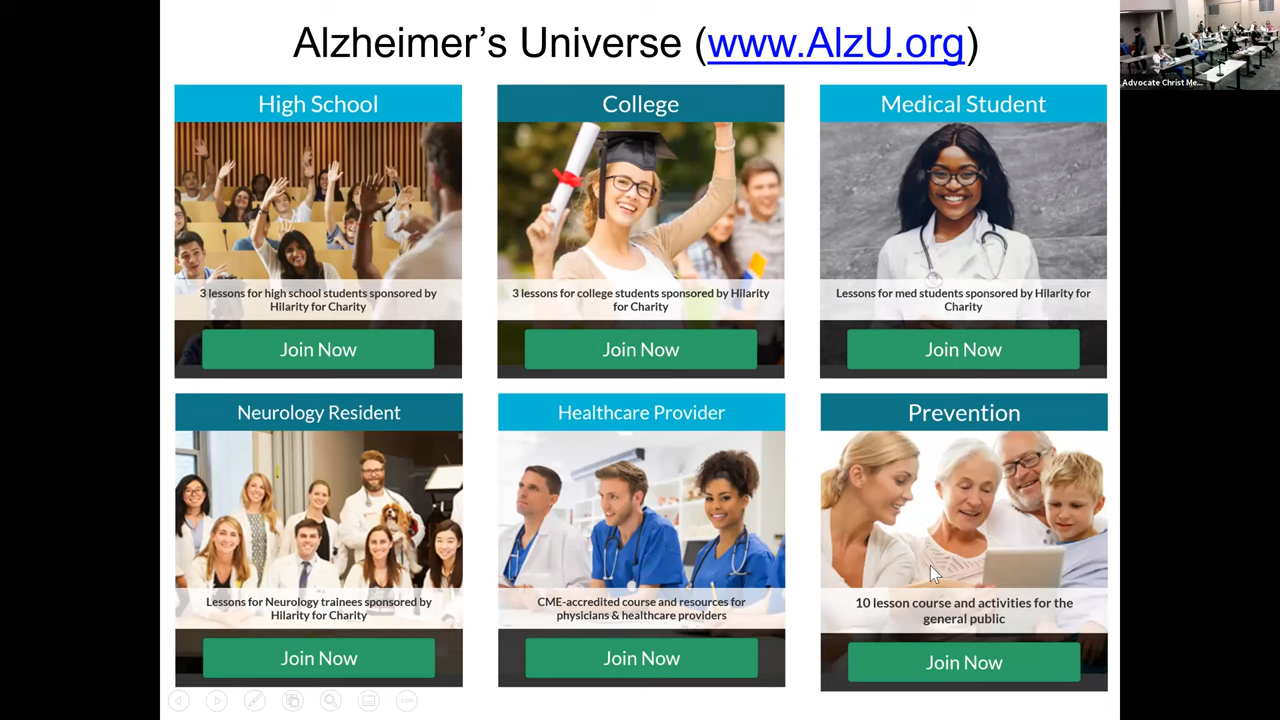 Alzheimer's Universe (www.AlzU.org)
Advocate Christ Me...
High School
3 lessons for high school students sponsored by
Hilarity for Charity
Join Now
College
3 lessons for college students sponsored by Hilarity
for Charity
Join Now
Medical Student
Lessons for med students sponsored by Hilarity for
Charity
Join Now
Neurology Resident
Lessons for Neurology trainees sponsored by
Hilarity for Charity
Join Now
Healthcare Provider
CME-accredited course and resources for
physicians & healthcare providers
Join Now
Prevention
10 lesson course and activities for the
general public
Join Now